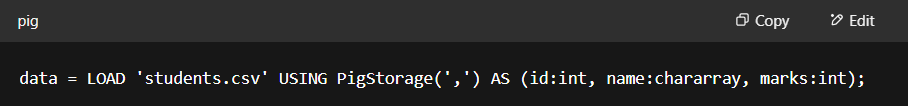 pig
Copy
Edit
data = LOAD 'students.csv' USING PigStorage(',') AS (id:int, name:chararray, marks:int);